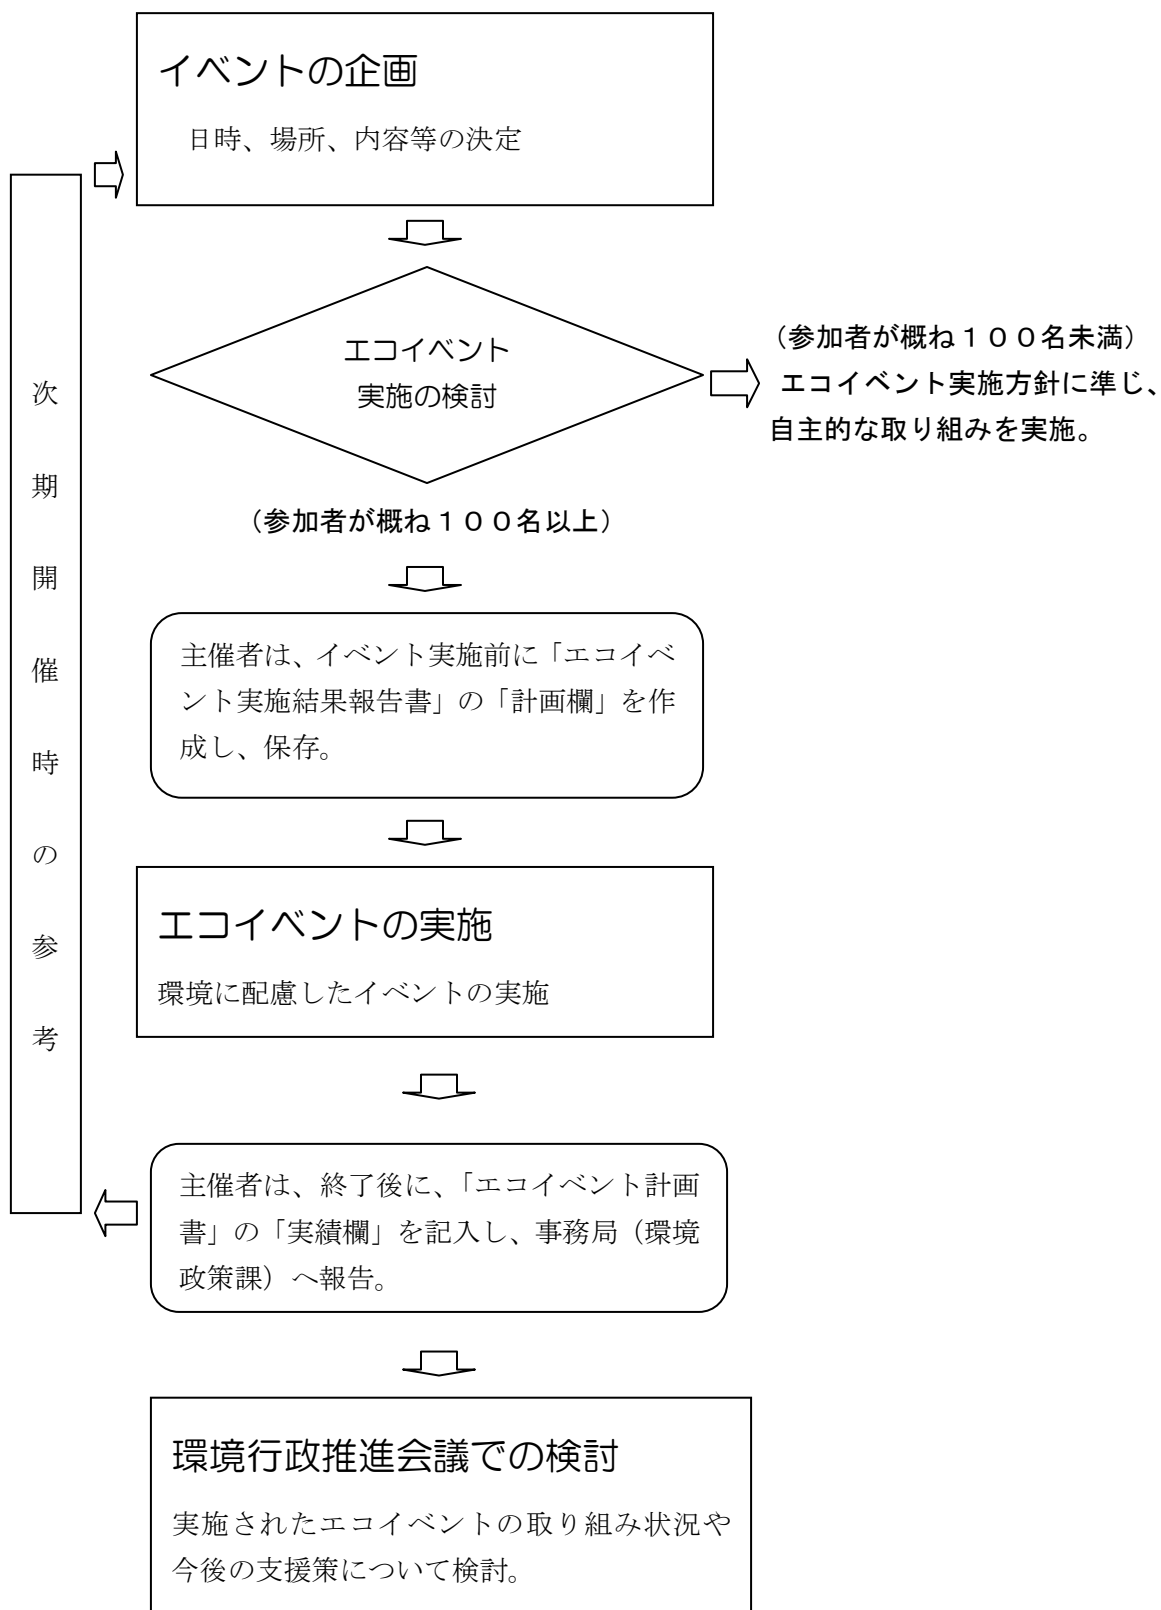 イベントの企画
日時、場所、内容等の決定
エコイベント
実施の検討
（参加者が概ね１００名未満）
エコイベント実施方針に準じ、
自主的な取り組みを実施。
（参加者が概ね１００名以上）
主催者は、イベント実施前に「エコイベ
ント実施結果報告書」の「計画欄」を作
成し、保存。
エコイベントの実施
環境に配慮したイベントの実施
主催者は、終了後に、「エコイベント計画
書」の「実績欄」を記入し、事務局（環境
政策課）へ報告。
次期開催時の参考
環境行政推進会議での検討
実施されたエコイベントの取り組み状況や
今後の支援策について検討。